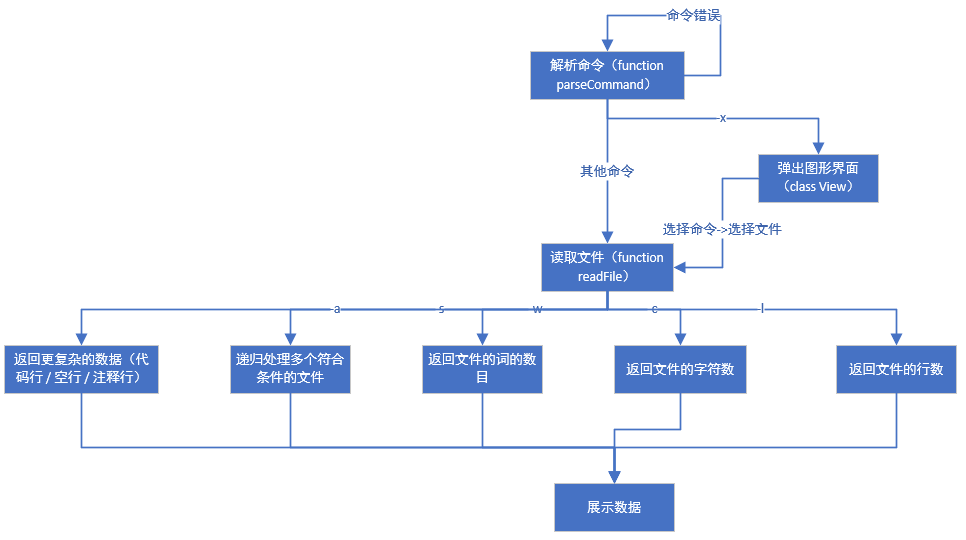 命令错误
解析命令（function
parseCommand）
x
其他命令
弹出图形界面
（class View）
选择命令->选择文件
读取文件（function
readFile）
a
s
w
c
l
返回更复杂的数据（代
码行 / 空行 / 注释行）
递归处理多个符合
条件的文件
返回文件的词的数
目
返回文件的字符数
返回文件的行数
展示数据